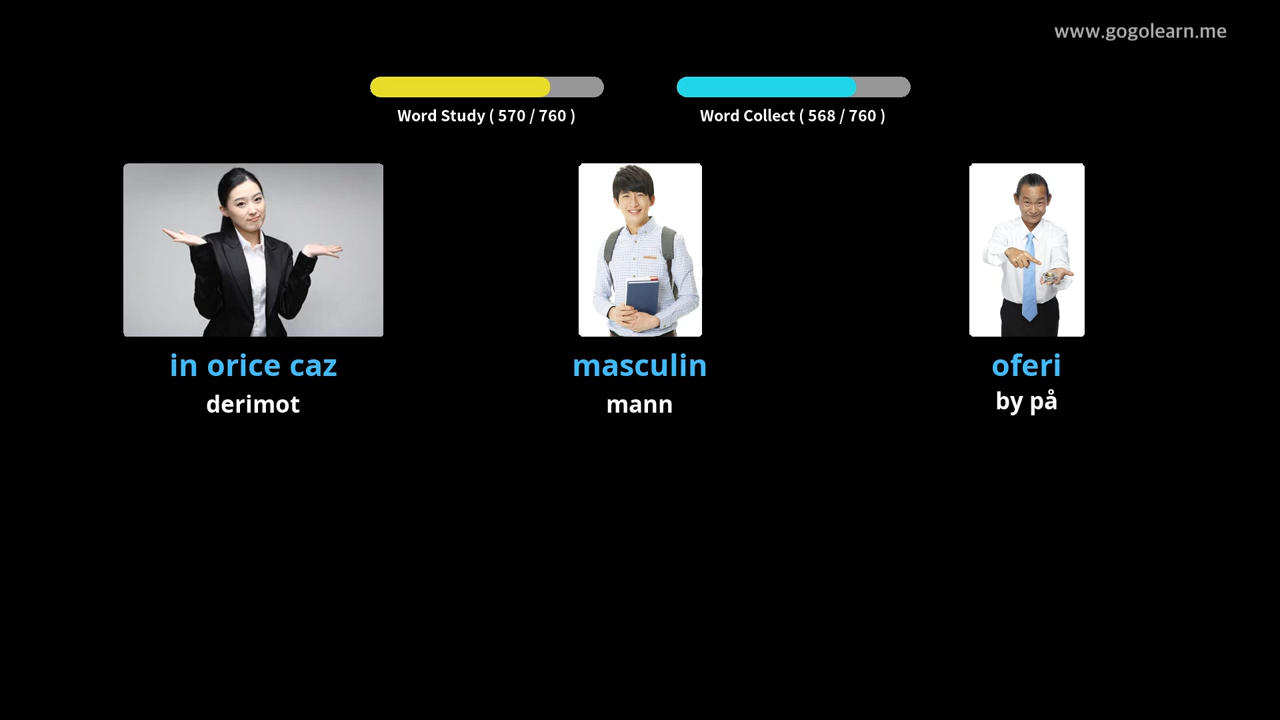 www.gogolearn.me
Word Study ( 570 / 760 )
Word Collect ( 568 / 760 )
in orice caz
masculin
oferi
derimot
mann
by på